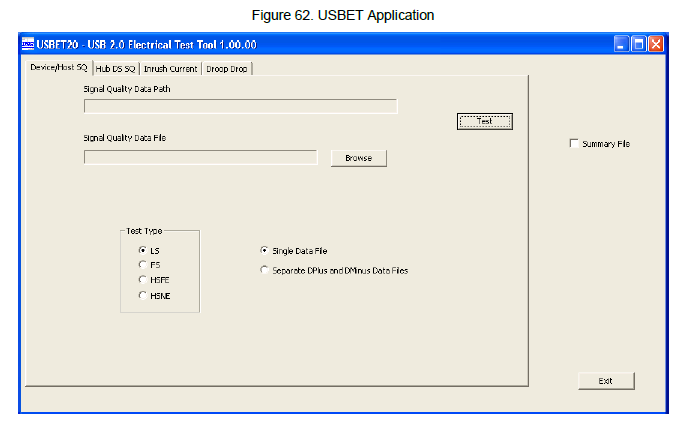 Figure 62. USBET Application
USBET20 - USB 2.0 Electrical Test Tool 1.00.00
Device/Host SQ Hub DS SQ Inrush Current Droop Drop
Signal Quality Data Path
Test
Signal Quality Data File
Summary File
Browse
Test Type
LS
Single Data File
FS
Separate DPlus and DMinus Data Files
HSFE
HSNE
Exit